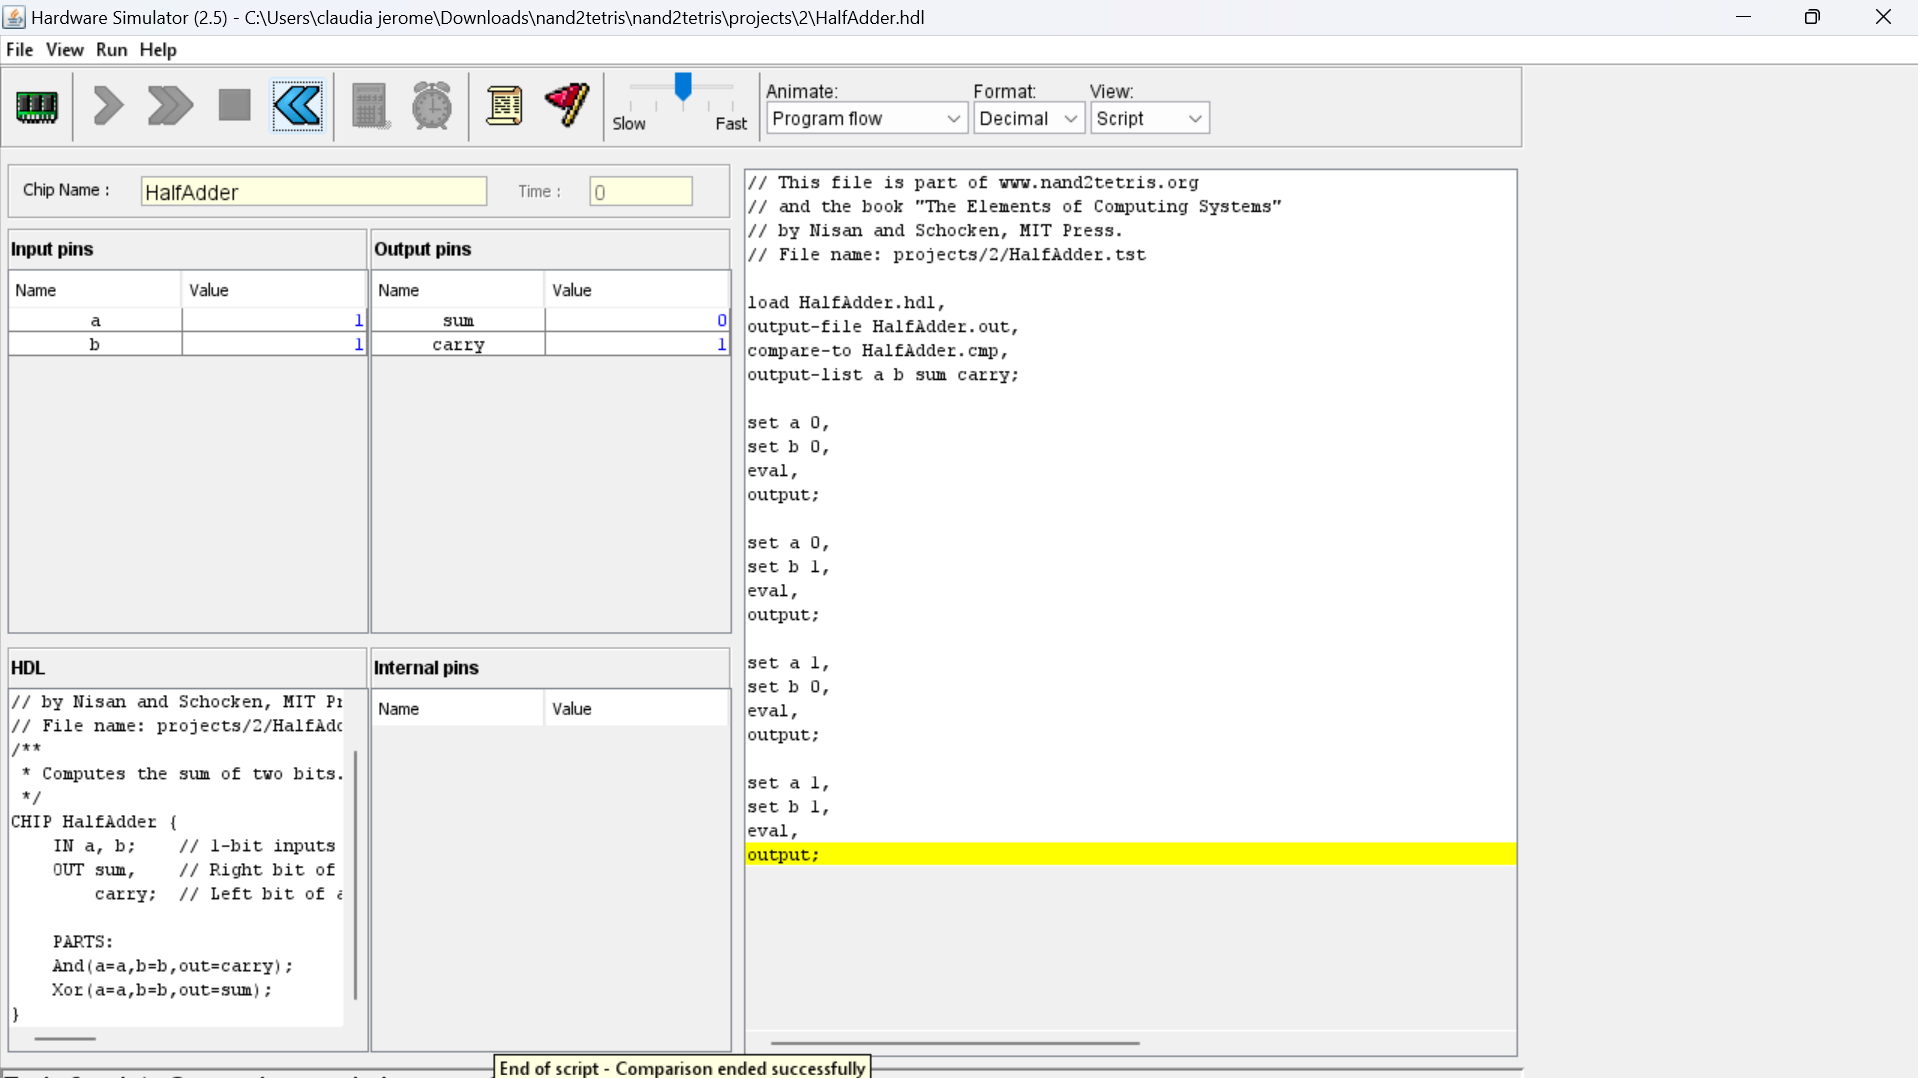 Hardware Simulator (2.5) - C:\Users\claudia jerome\Downloads\nand2tetris\nand2tetris\projects\2\HalfAdder.hdl
File View Run Help
Slow Fast
Animate:
Program flow
Format:
Decimal
View:
Script
Chip Name :
HalfAdder
Time :
0
Input pins
Name Value
a 1
b 1
Output pins
Name Value
sum 0
carry 1
HDL
// by Nisan and Schocken, MIT
// File name: projects/2/
/**
* Computes the sum of two bits.
*/
CHIP HalfAdder {
IN a, b; // 1-bit inputs
OUT sum, // Right bit of
carry; // Left bit of
PARTS:
And(a=a,b=b,out=carry);
Xor(a=a,b=b,out=sum);
}
Internal pins
Name Value
// This file is part of www.nand2tetris.org
// and the book "The Elements of Computing Systems"
// by Nisan and Schocken, MIT Press.
// File name: projects/2/HalfAdder.tst
load HalfAdder.hdl,
output-file HalfAdder.out,
compare-to HalfAdder.cmp,
output-list a b sum carry;
set a 0,
set b 0,
eval,
output;
set a 0,
set b 1,
eval,
output;
set a 1,
set b 0,
eval,
output;
set a 1,
set b 1,
eval,
output;
End of script - Comparison ended successfully